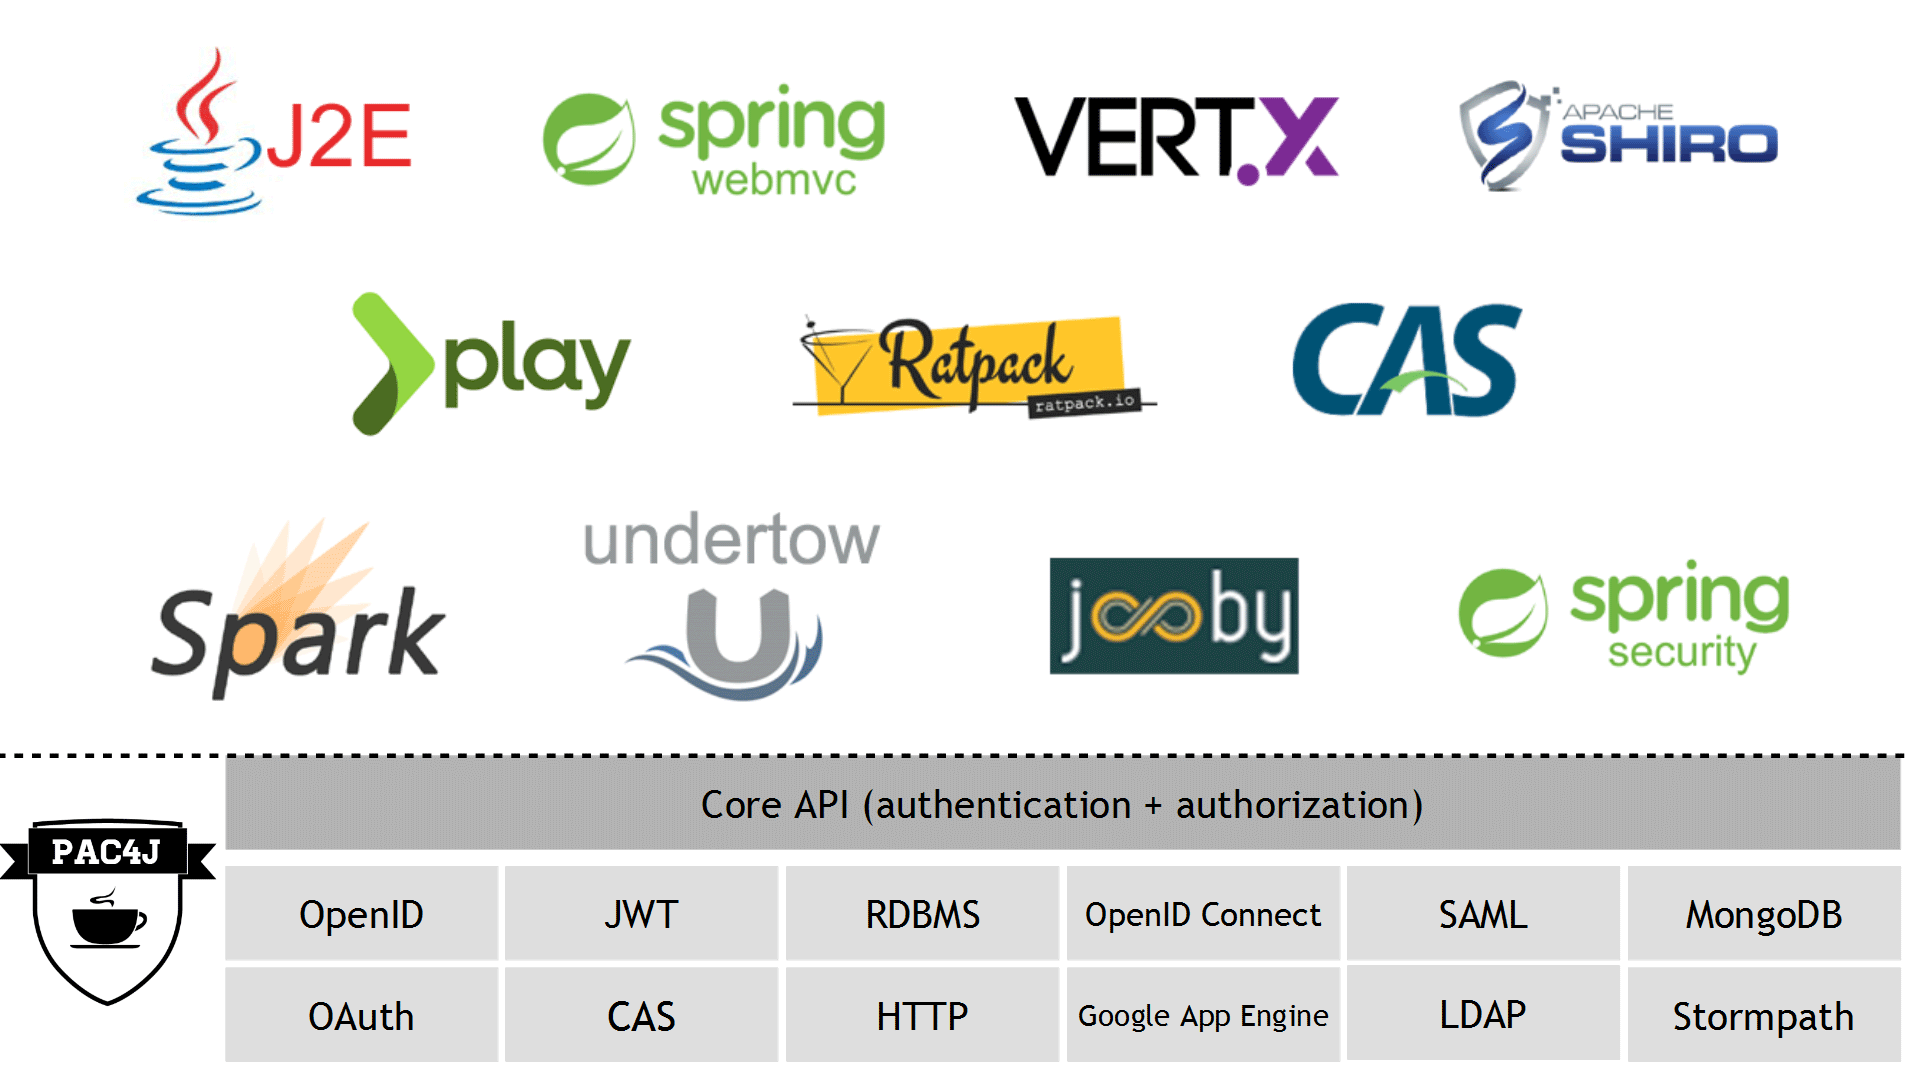 J2E
spring
webmvc
VERT.X
APACHE
SHIRO
play
Ratpack
ratpack.io
CAS
Spark
undertow
U
jooby
spring
security
Core API (authentication + authorization)
PAC4J
OpenID
JWT
RDBMS
OpenID Connect
SAML
MongoDB
OAuth
CAS
HTTP
Google App Engine
LDAP
Stormpath